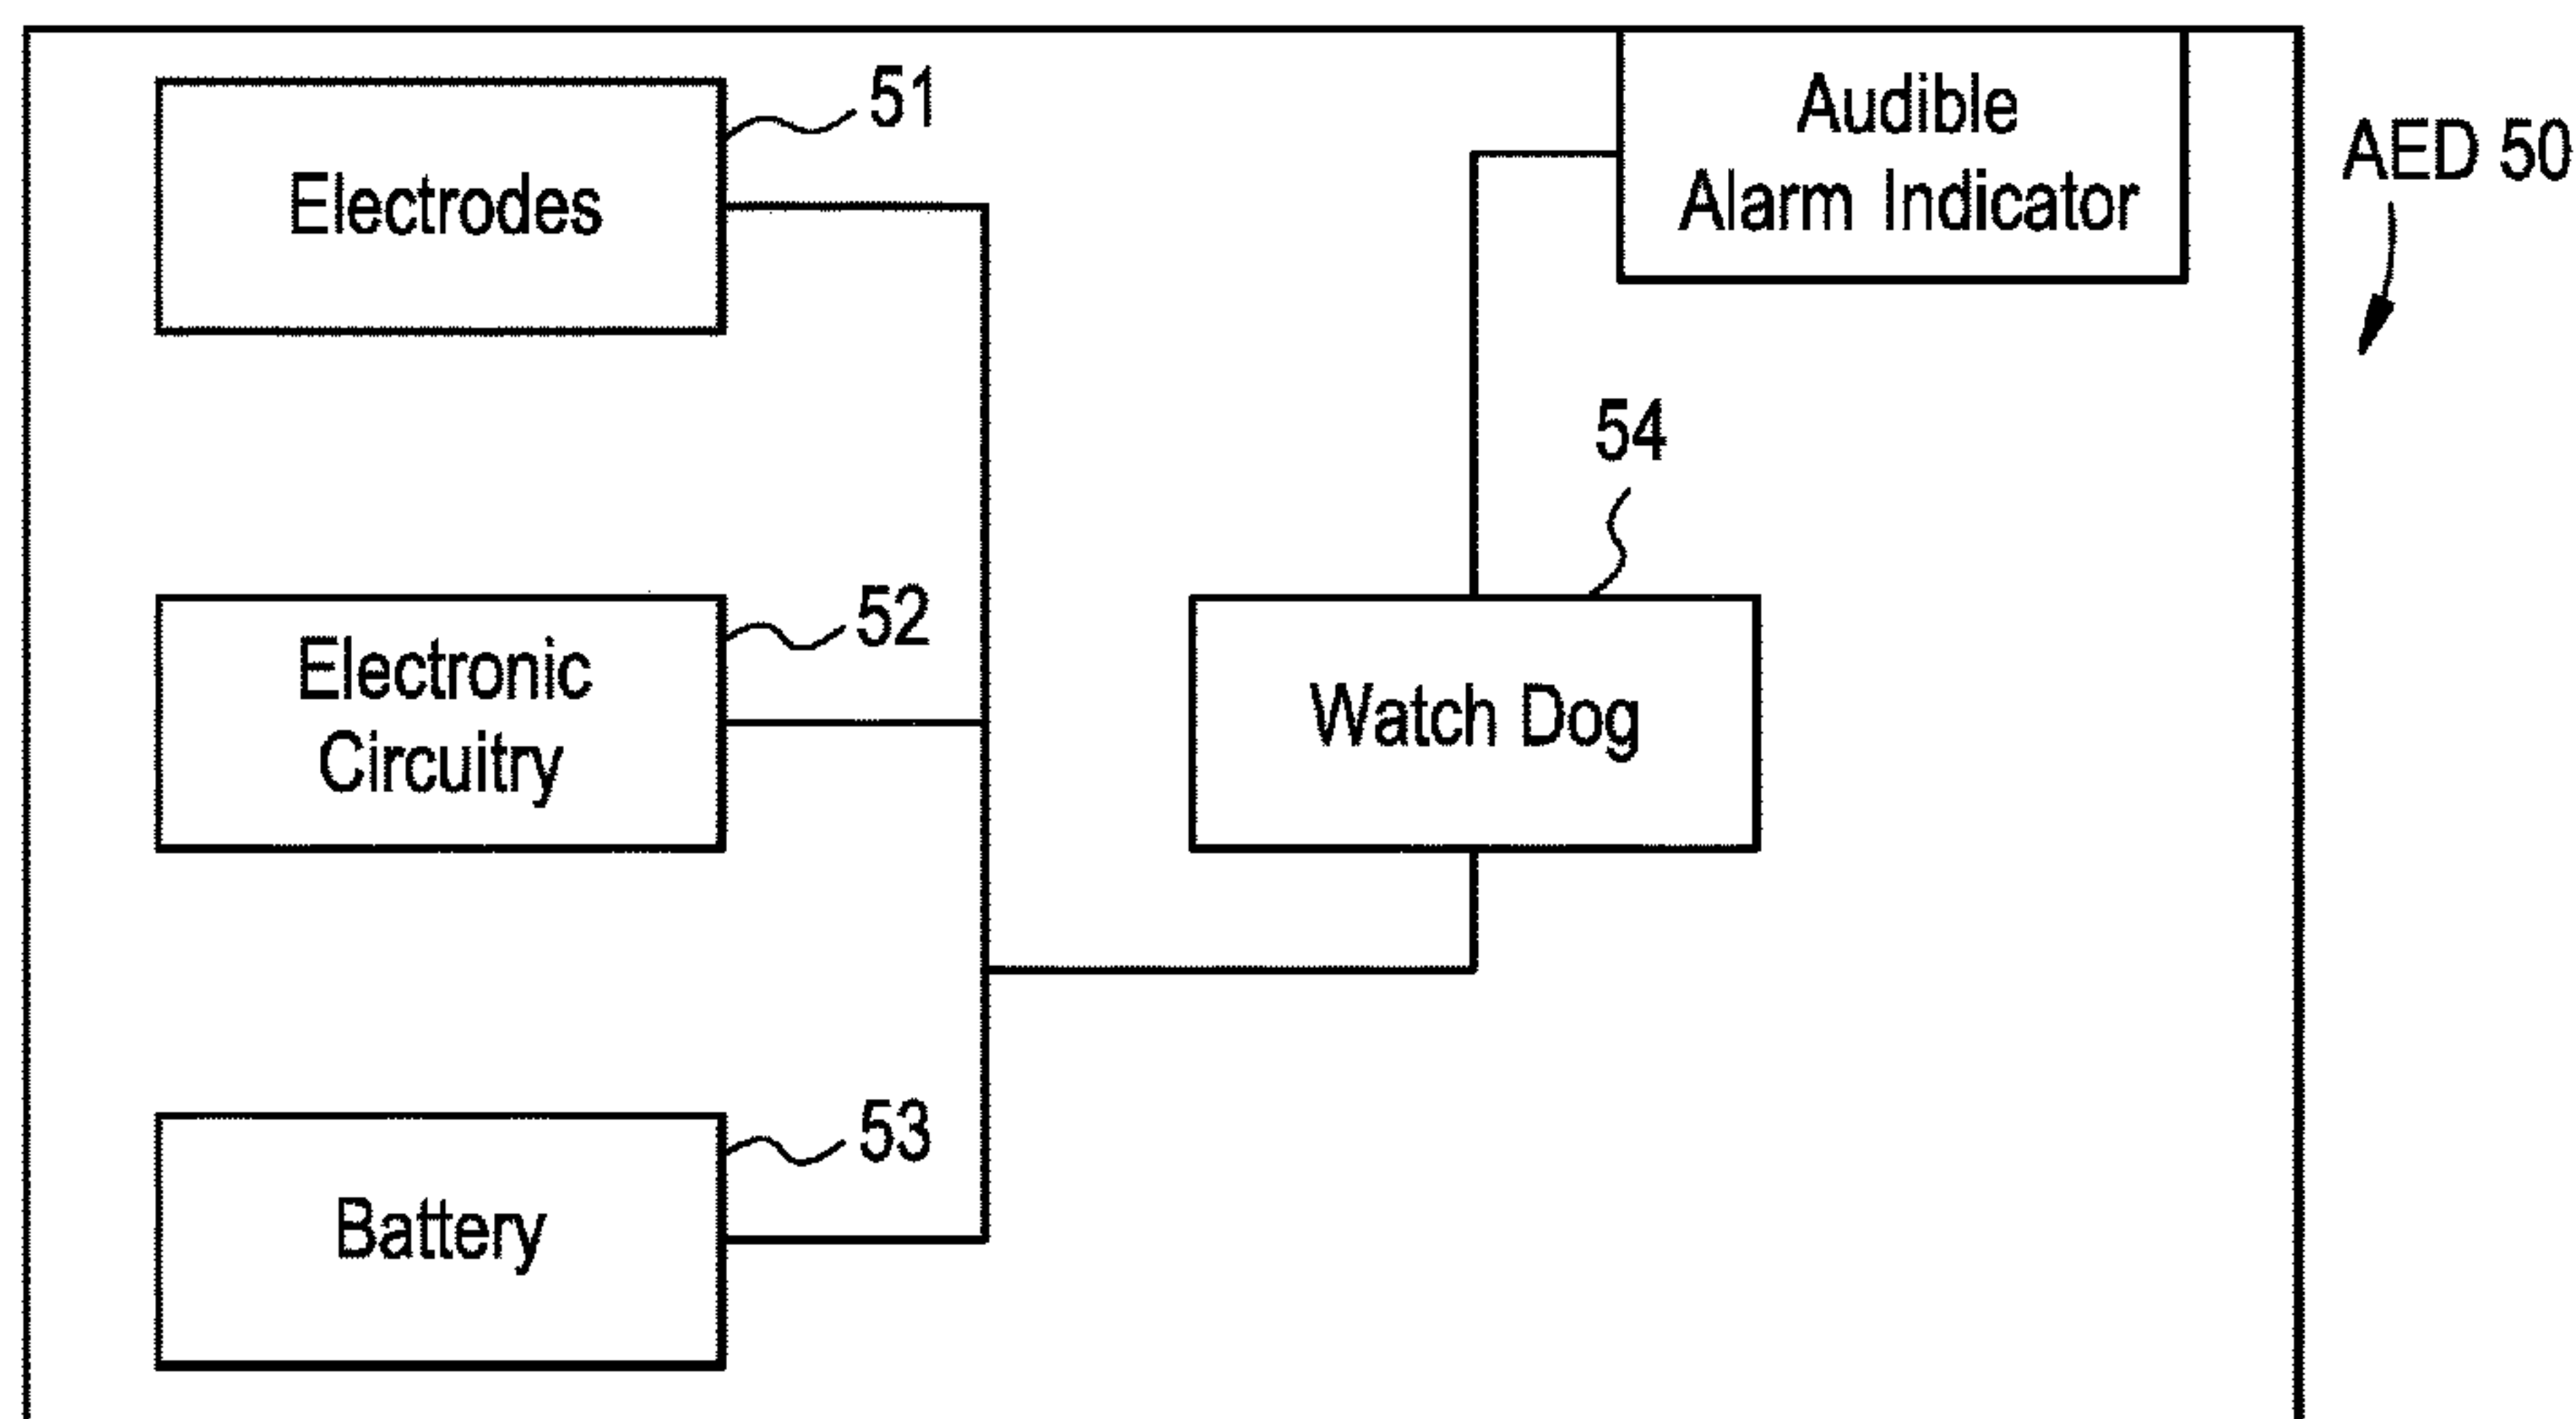 51
Electrodes
Audible
Alarm Indicator
AED 50
54
52
Electronic
Circuitry
Watch Dog
53
Battery